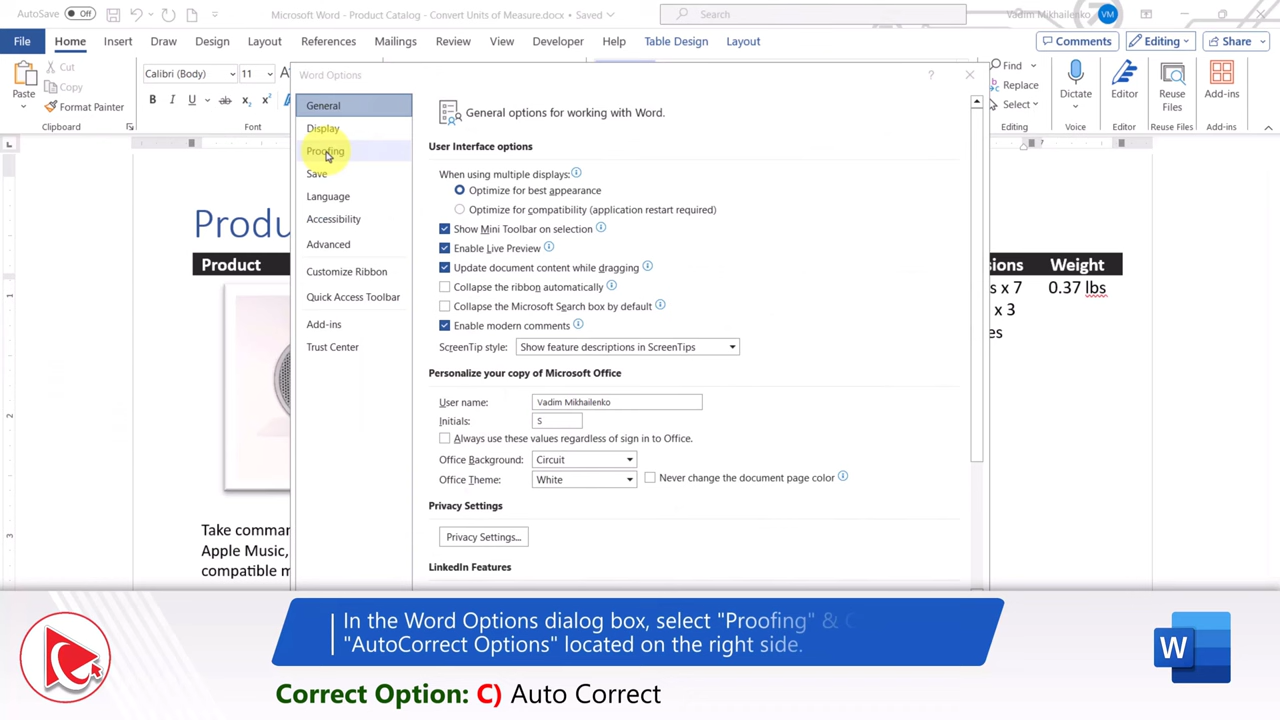 AutoSave Off Microsoft Word - Product Catalog - Convert Units of Measure.docx • Saved Search Vadim Mikhailenko VM
File Home Insert Draw Design Layout References Mailings Review View Developer Help Table Design Layout Comments Editing Share
Paste Cut Copy Format Painter
Calibri (Body) 11
B I U ab x₂ x²
Clipboard Font
Find Replace Select
Editing
Dictate
Voice
Editor
Editor
Reuse Files
Reuse Files
Add-ins
Add-ins
Word Options ?
General
Display
Proofing
Save
Language
Accessibility
Advanced
Customize Ribbon
Quick Access Toolbar
Add-ins
Trust Center
General options for working with Word.
User Interface options
When using multiple displays:
Optimize for best appearance
Optimize for compatibility (application restart required)
Show Mini Toolbar on selection
Enable Live Preview
Update document content while dragging
Collapse the ribbon automatically
Collapse the Microsoft Search box by default
Enable modern comments
ScreenTip style: Show feature descriptions in ScreenTips
Personalize your copy of Microsoft Office
User name: Vadim Mikhailenko
Initials: S
Always use these values regardless of sign in to Office.
Office Background: Circuit
Office Theme: White Never change the document page color
Privacy Settings
Privacy Settings...
LinkedIn Features
Produ
Product
sions Weight
s x 7 0.37 lbs
x 3
es
Take comman
Apple Music,
compatible m
1
2
3
7
In the Word Options dialog box, select "Proofing" &
"AutoCorrect Options" located on the right side.
W
Correct Option: C) Auto Correct